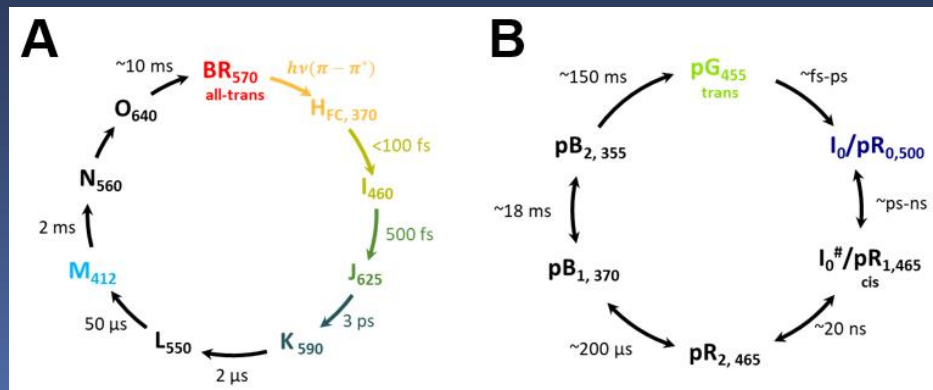 A
BR570
all-trans
hν(π − π*)
HFC, 370
<100 fs
I460
500 fs
J625
3 ps
K 590
2 µs
L550
50 µs
M412
2 ms
N560
O640
~10 ms
B
pG455
trans
~fs-ps
I0/pR0,500
~ps-ns
I0#/pR1,465
cis
~20 ns
pR2, 465
~200 µs
pB1, 370
~18 ms
pB2, 355
~150 ms